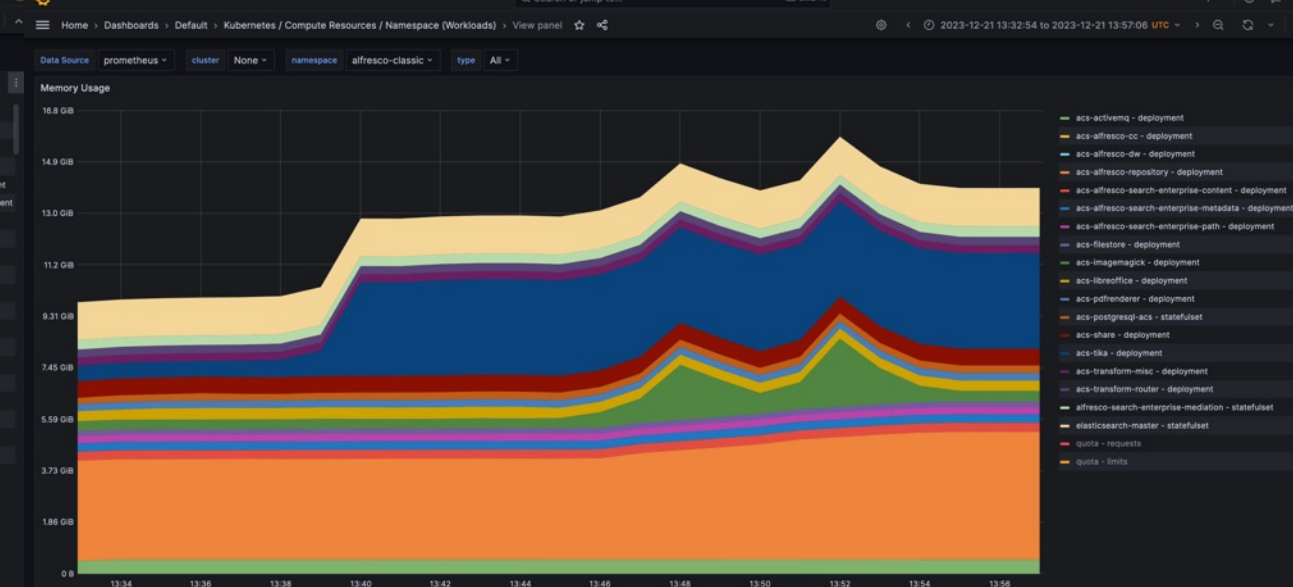 Home › Dashboards › Default › Kubernetes / Compute Resources / Namespace (Workloads) › View panel
2023-12-21 13:32:54 to 2023-12-21 13:57:06 UTC
Data Source prometheus cluster None namespace alfresco-classic type All
Memory Usage
16.8 GiB
14.9 GiB
13.0 GiB
11.2 GiB
9.31 GiB
7.45 GiB
5.59 GiB
3.73 GiB
1.86 GiB
0 B
13:34 13:36 13:38 13:40 13:42 13:44 13:46 13:48 13:50 13:52 13:54 13:56
acs-activemq - deployment
acs-alfresco-cc - deployment
acs-alfresco-dw - deployment
acs-alfresco-repository - deployment
acs-alfresco-search-enterprise-content - deployment
acs-alfresco-search-enterprise-metadata - deployment
acs-alfresco-search-enterprise-path - deployment
acs-filestore - deployment
acs-imagemagick - deployment
acs-libreoffice - deployment
acs-pdfrenderer - deployment
acs-postgresql-acs - statefulset
acs-share - deployment
acs-tika - deployment
acs-transform-misc - deployment
acs-transform-router - deployment
alfresco-search-enterprise-mediation - statefulset
elasticsearch-master - statefulset
quota - requests
quota - limits